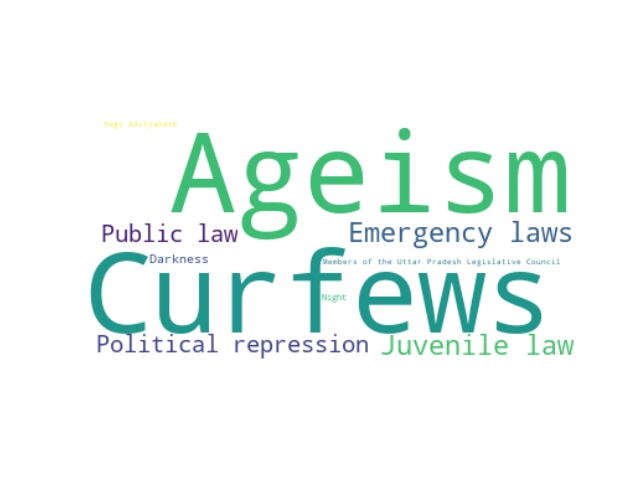 Yogi Adityanath
Ageism
Public law
Emergency laws
Darkness
Members of the Uttar Pradesh Legislative Council
Curfews
Night
Political repression
Juvenile law